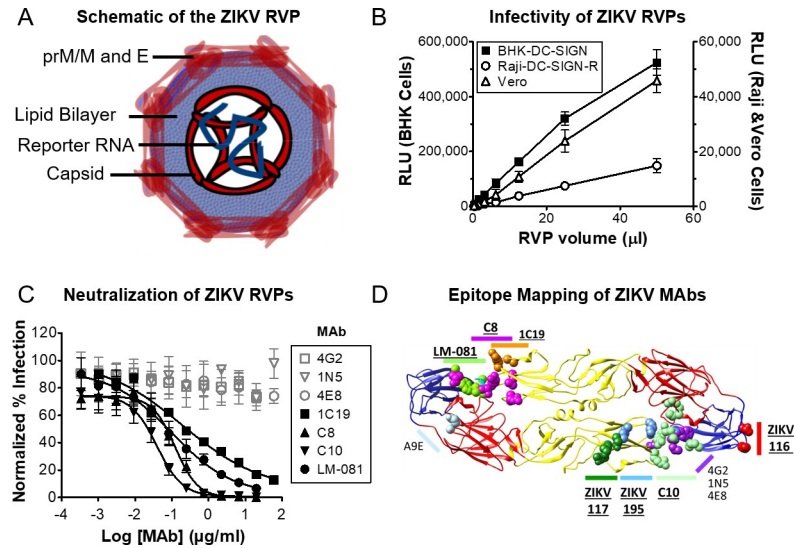 A
Schematic of the ZIKV RVP
prM/M and E
Lipid Bilayer
Reporter RNA
Capsid
B
Infectivity of ZIKV RVPs
RLU (BHK Cells)
600,000
400,000
200,000
0
BHK-DC-SIGN
Raji-DC-SIGN-R
Vero
60,000
40,000
20,000
0
RLU (Raji &Vero Cells)
0
20
40
60
RVP volume (µl)
C
Neutralization of ZIKV RVPs
Normalized % Infection
120
100
80
60
40
20
0
-4
-3
-2
-1
0
1
2
Log [MAb] (µg/ml)
MAb
4G2
1N5
4E8
1C19
C8
C10
LM-081
D
Epitope Mapping of ZIKV MAbs
C8
1C19
LM-081
A9E
ZIKV
116
4G2
1N5
4E8
ZIKV
117
ZIKV
195
C10